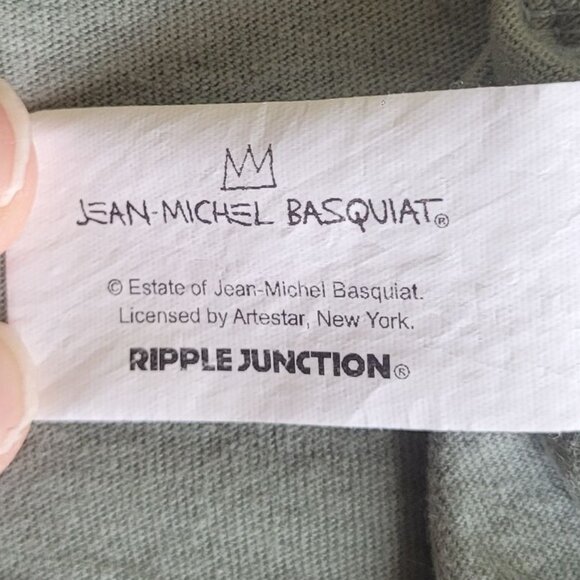 JEAN-MICHEL BASQUIAT®
© Estate of Jean-Michel Basquiat.
Licensed by Artestar, New York.
RIPPLE JUNCTION®